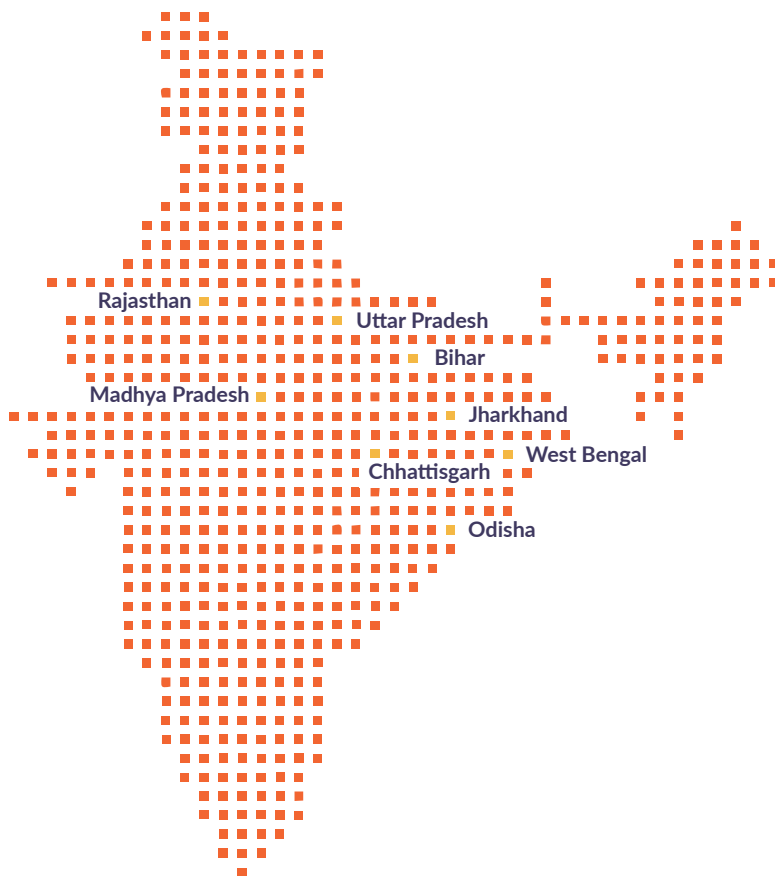 Rajasthan
Uttar Pradesh
Bihar
Madhya Pradesh
Jharkhand
West Bengal
Chhattisgarh
Odisha